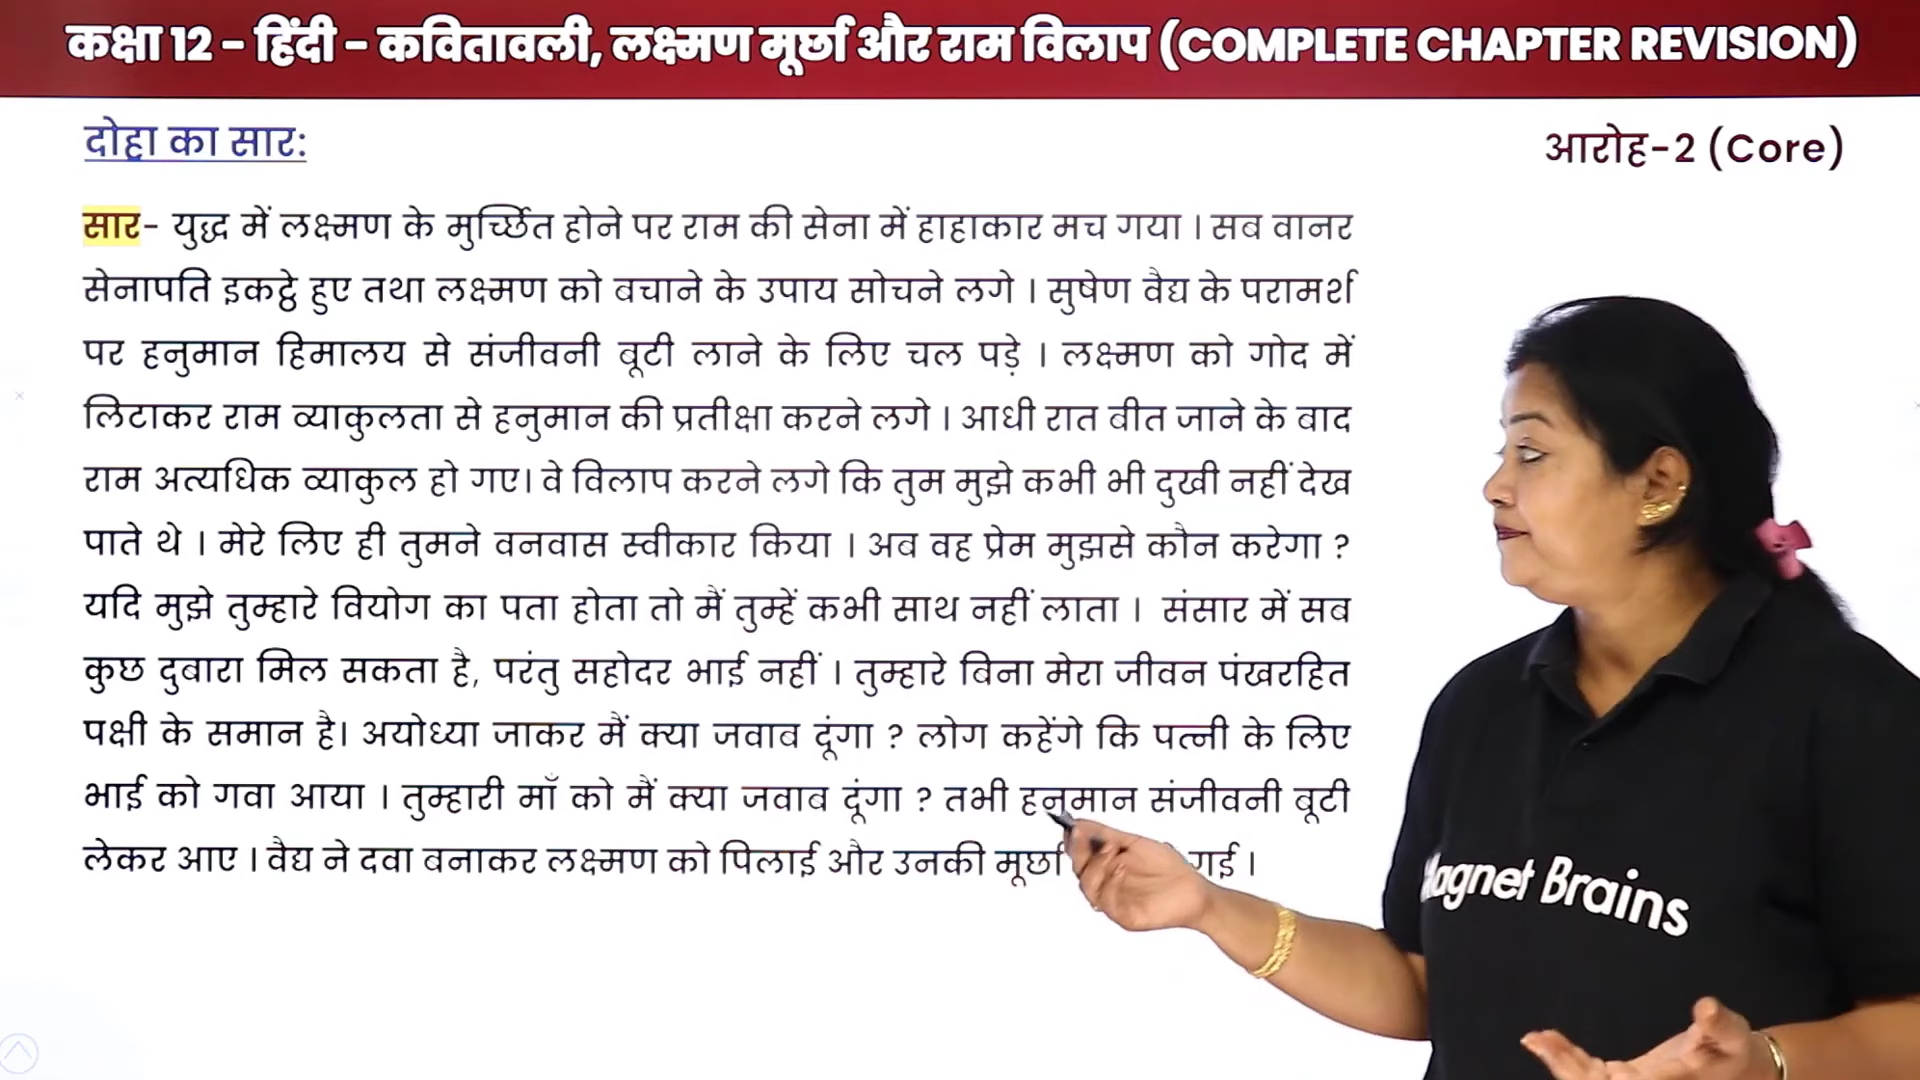 कक्षा 12 - हिंदी - कवितावली, लक्ष्मण मूर्छा और राम विलाप (COMPLETE CHAPTER REVISION)
दोहा का सार:
आरोह-2 (Core)
सार- युद्ध में लक्ष्मण के मुर्च्छित होने पर राम की सेना में हाहाकार मच गया । सब वानर
सेनापति इकट्ठे हुए तथा लक्ष्मण को बचाने के उपाय सोचने लगे । सुषेण वैद्य के परामर्श
पर हनुमान हिमालय से संजीवनी बूटी लाने के लिए चल पड़े । लक्ष्मण को गोद में
लिटाकर राम व्याकुलता से हनुमान की प्रतीक्षा करने लगे । आधी रात बीत जाने के बाद
राम अत्यधिक व्याकुल हो गए। वे विलाप करने लगे कि तुम मुझे कभी भी दुखी नहीं देख
पाते थे । मेरे लिए ही तुमने वनवास स्वीकार किया । अब वह प्रेम मुझसे कौन करेगा ?
यदि मुझे तुम्हारे वियोग का पता होता तो मैं तुम्हें कभी साथ नहीं लाता । संसार में सब
कुछ दुबारा मिल सकता है, परंतु सहोदर भाई नहीं । तुम्हारे बिना मेरा जीवन पंखरहित
पक्षी के समान है। अयोध्या जाकर मैं क्या जवाब दूंगा ? लोग कहेंगे कि पत्नी के लिए
भाई को गवा आया । तुम्हारी माँ को मैं क्या जवाब दूंगा ? तभी हनुमान संजीवनी बूटी
लेकर आए । वैद्य ने दवा बनाकर लक्ष्मण को पिलाई और उनकी मूर्छा गई ।
Magnet Brains